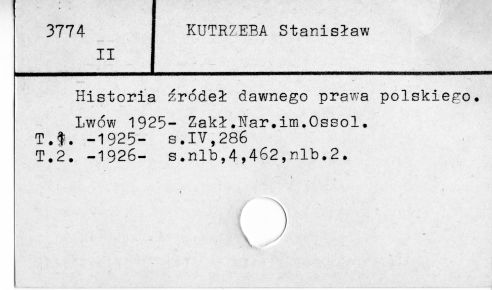 3774 KUTRZEBA Stanisław
II
Historia źródeł dawnego prawa polskiego.
Lwów 1925- Zakł.Nar.im.Ossol.
T.1. -1925- s.IV,286
T.2. -1926- s.nlb,4,462,nlb.2.